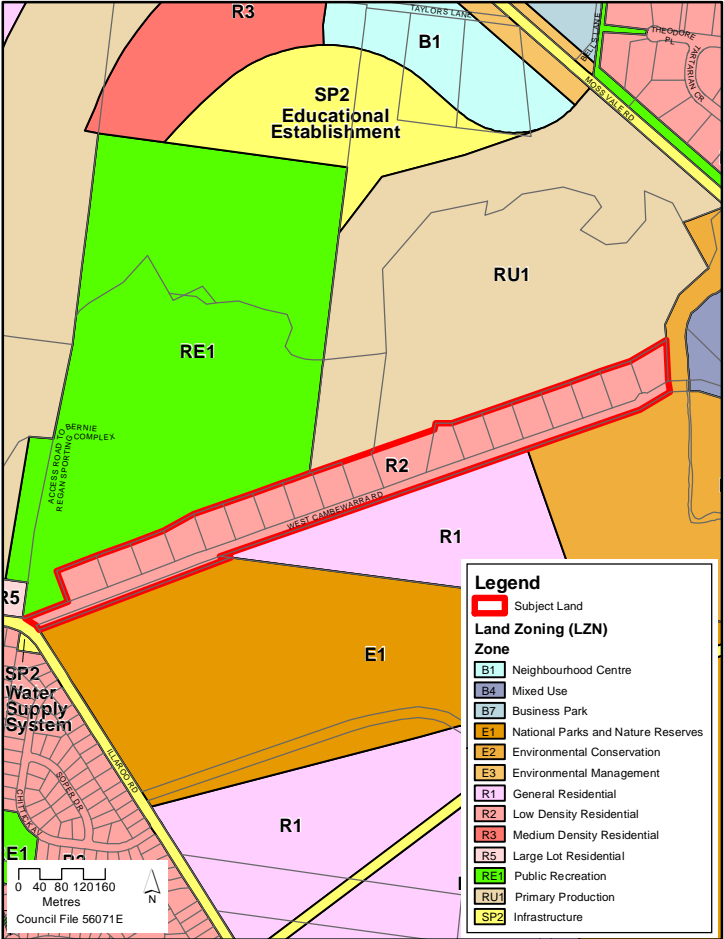 R3
TAYLORS LANE
B1
BELLS LANE
THEODORE
PL
TARTARIAN CR
MOSS VALE RD
SP2
Educational
Establishment
RU1
RE1
ACCESS ROAD TO BERNIE
REGAN SPORTING COMPLEX
R2
WEST CAMBEWARRA RD
R1
R5
E1
SP2
Water
Supply
System
ILLAROO RD
SOPER DR
R1
E1
0 40 80 120 160
Metres
Council File 56071E
N
Legend
Subject Land
Land Zoning (LZN)
Zone
B1 Neighbourhood Centre
B4 Mixed Use
B7 Business Park
E1 National Parks and Nature Reserves
E2 Environmental Conservation
E3 Environmental Management
R1 General Residential
R2 Low Density Residential
R3 Medium Density Residential
R5 Large Lot Residential
RE1 Public Recreation
RU1 Primary Production
SP2 Infrastructure